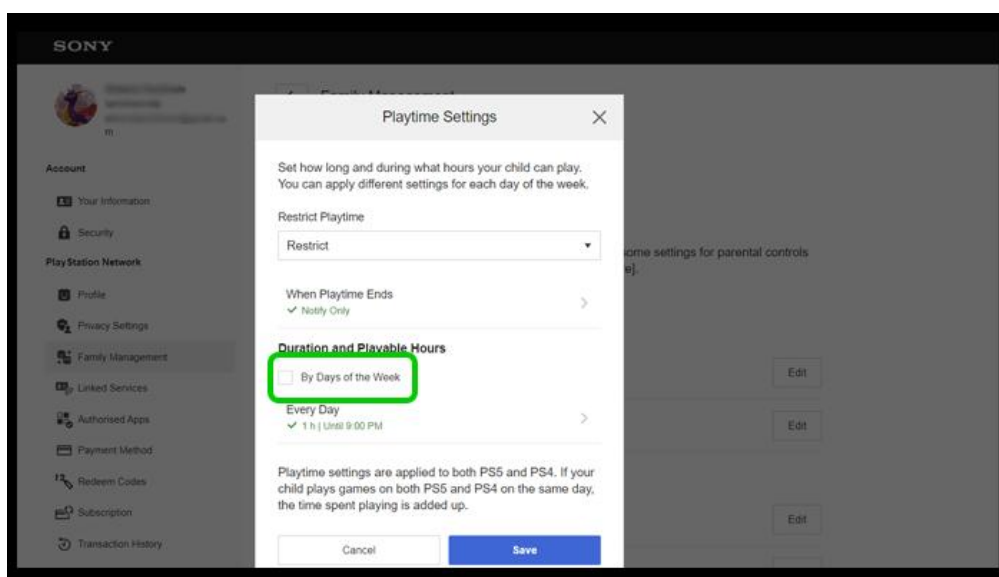 SONY
m
Account
Your Information
Security
PlayStation Network
Profile
Privacy Settings
Family Management
Linked Services
Authorised Apps
Payment Method
Redeem Codes
Subscription
Transaction History
Family Management
Playtime Settings
Set how long and during what hours your child can play.
You can apply different settings for each day of the week.
Restrict Playtime
Restrict
When Playtime Ends
Notify Only
Duration and Playable Hours
By Days of the Week
Every Day
1 h | Until 9:00 PM
Playtime settings are applied to both PS5 and PS4. If your
child plays games on both PS5 and PS4 on the same day,
the time spent playing is added up.
Cancel
Save
some settings for parental controls
e].
Edit
Edit
Edit